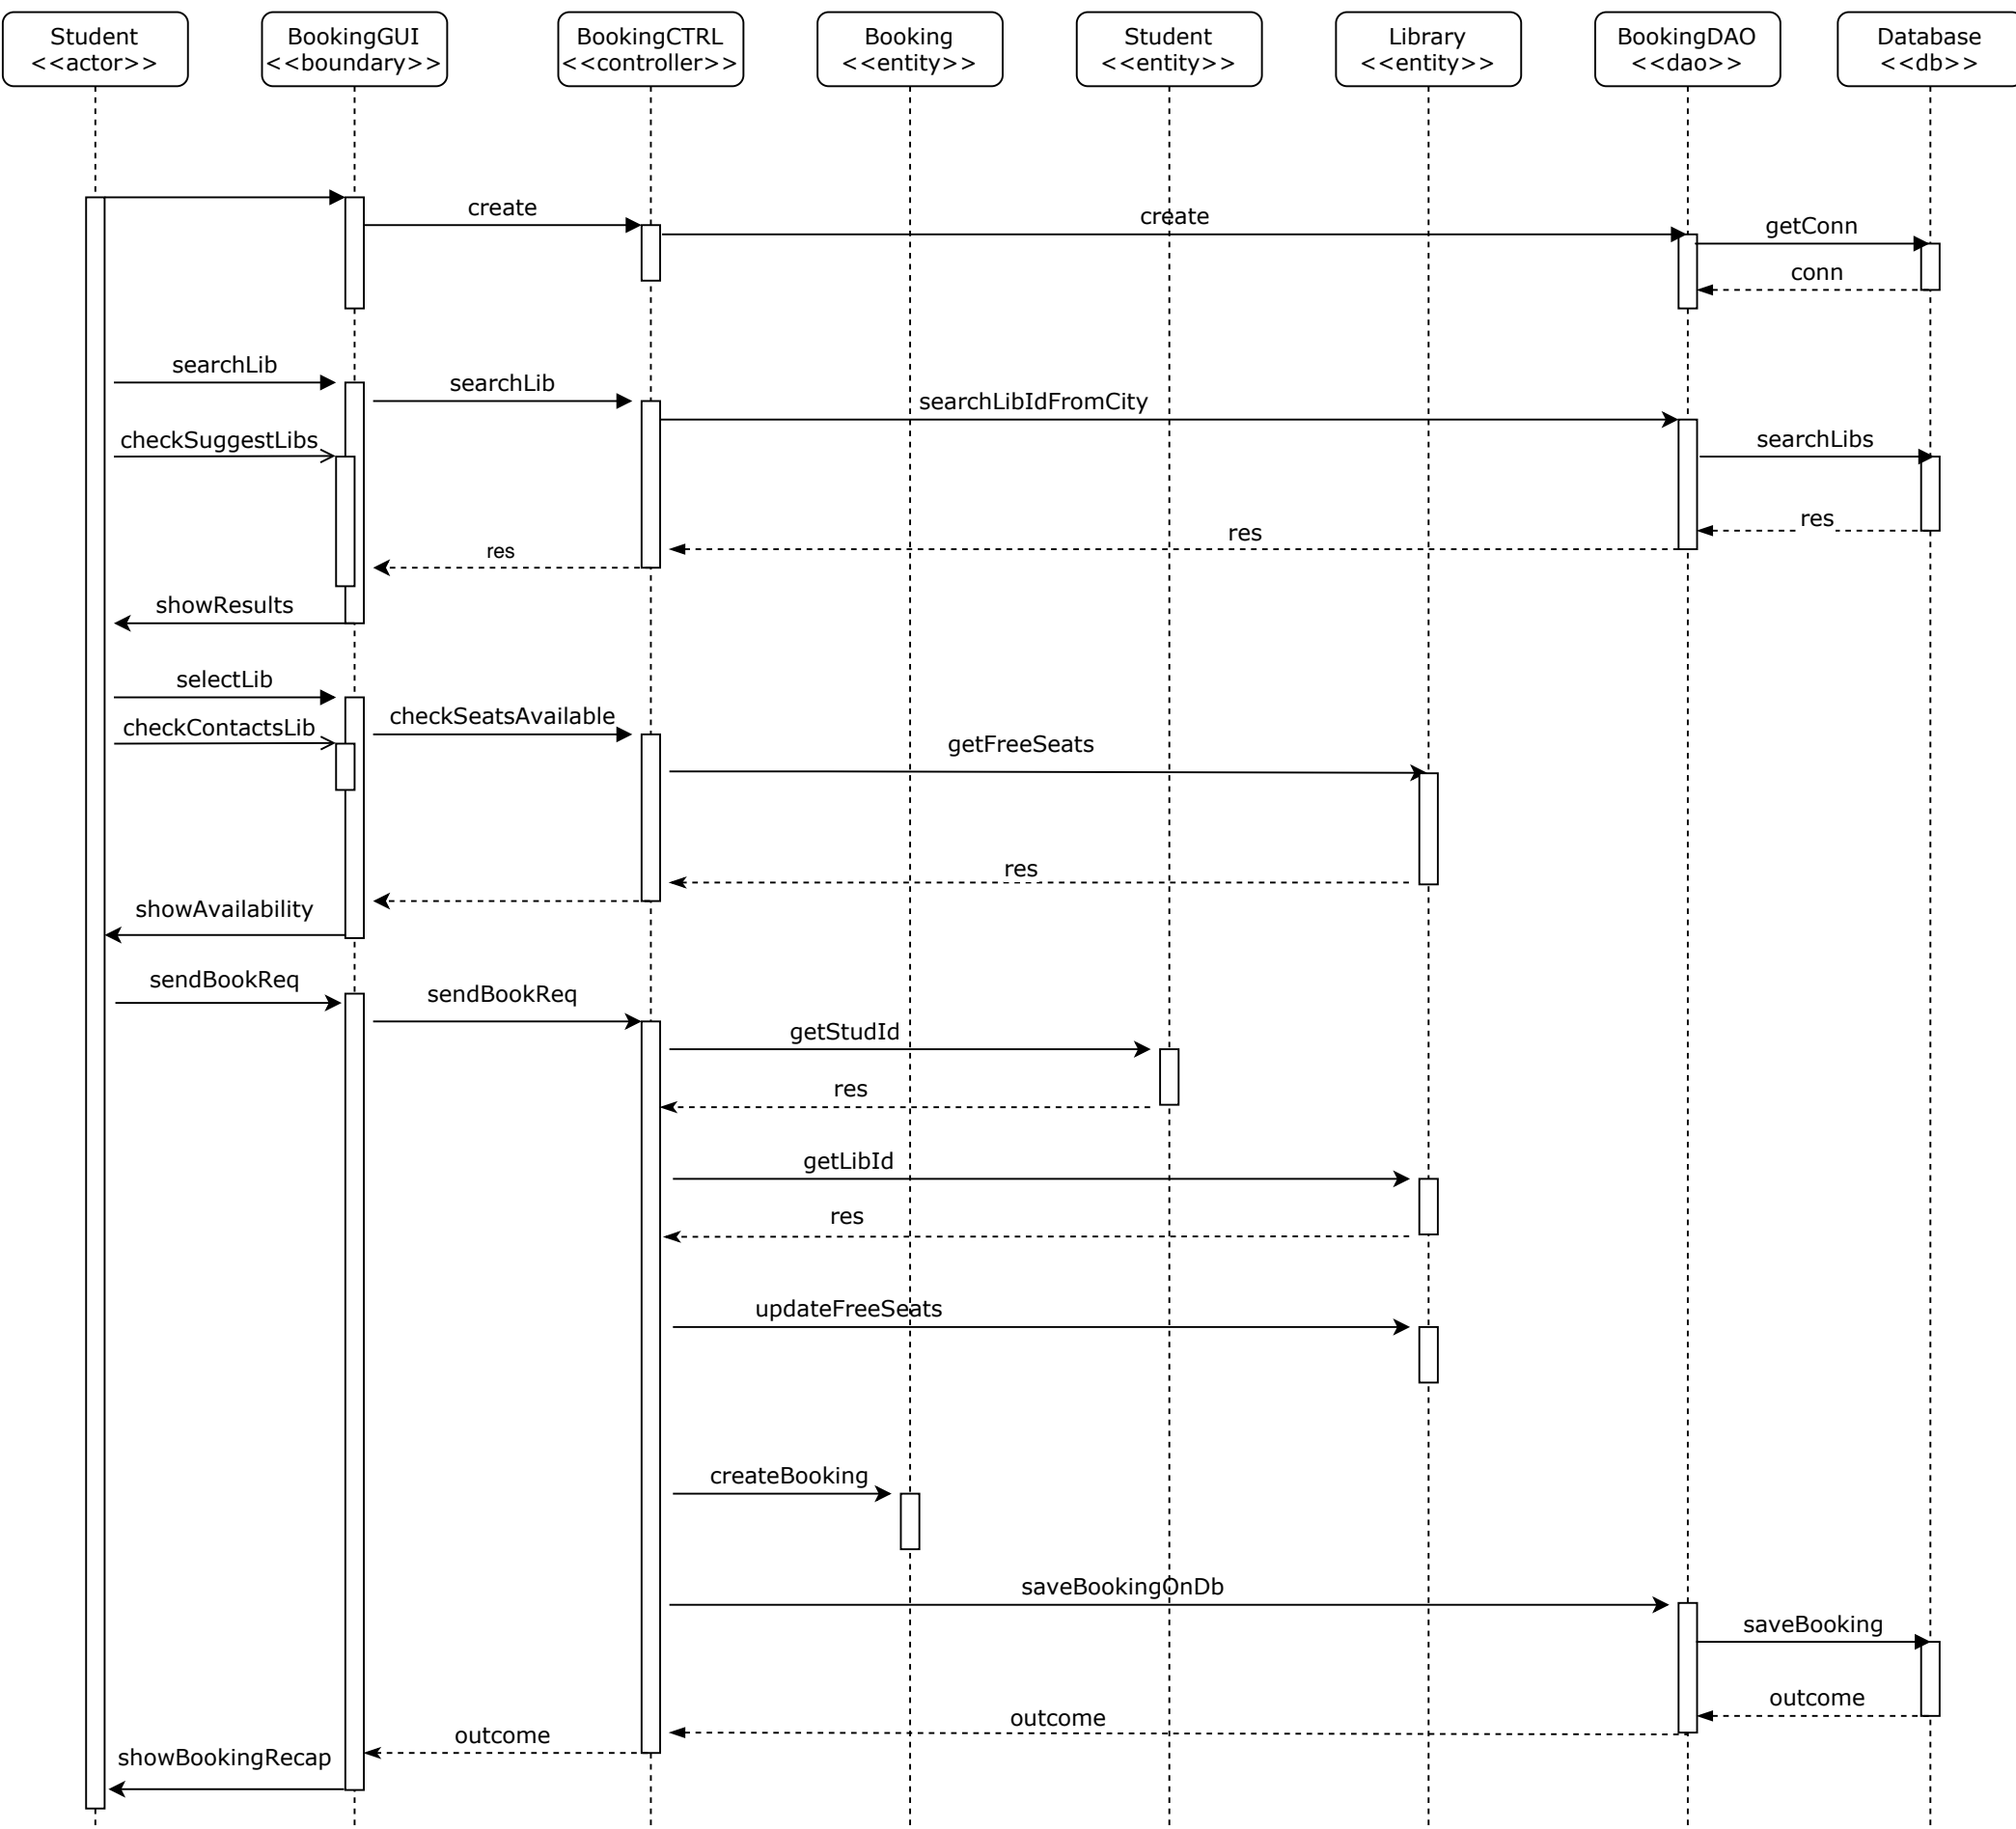 Student
<<actor>>
BookingGUI
<<boundary>>
BookingCTRL
<<controller>>
Booking
<<entity>>
Student
<<entity>>
Library
<<entity>>
BookingDAO
<<dao>>
Database
<<db>>
create
create
getConn
conn
searchLib
searchLib
searchLibIdFromCity
checkSuggestLibs
searchLibs
res
res
res
showResults
selectLib
checkContactsLib
checkSeatsAvailable
getFreeSeats
res
showAvailability
sendBookReq
sendBookReq
getStudId
res
getLibId
res
updateFreeSeats
createBooking
saveBookingOnDb
saveBooking
outcome
outcome
outcome
showBookingRecap